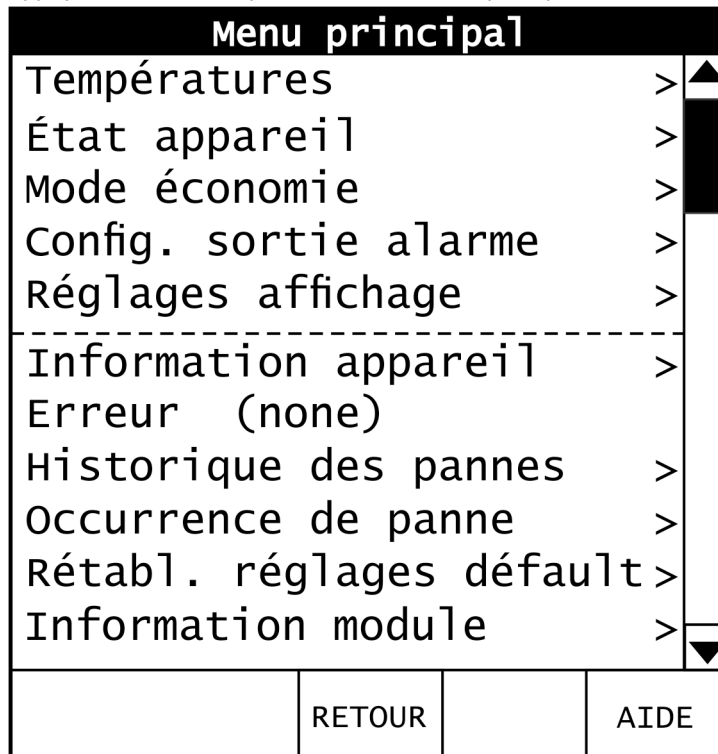 Menu principal
Températures >
État appareil >
Mode économie >
Config. sortie alarme >
Réglages affichage >
Information appareil >
Erreur (none)
Historique des pannes >
Occurrence de panne >
Rétabl. réglages défault >
Information module >
RETOUR AIDE